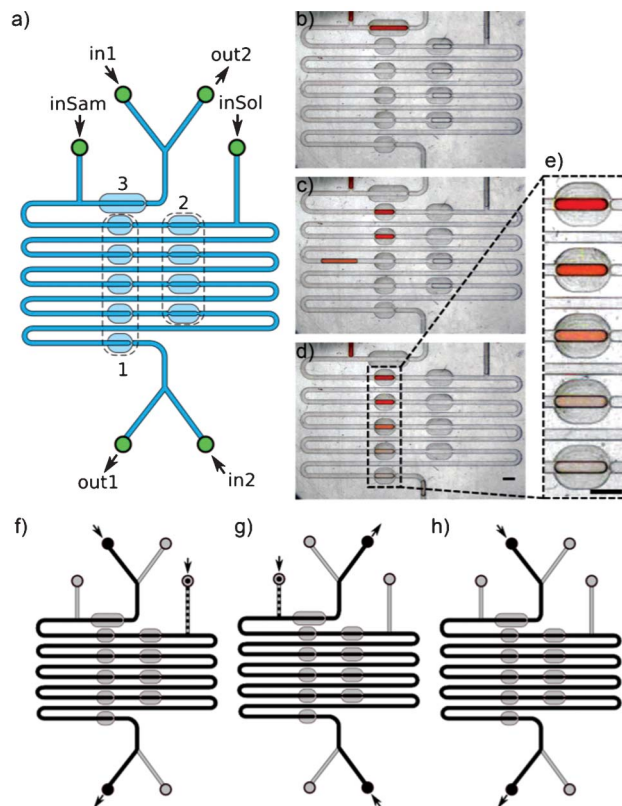 a)
in1
out2
inSam
inSol
3
2
1
out1
in2
b)
c)
d)
e)
f)
g)
h)